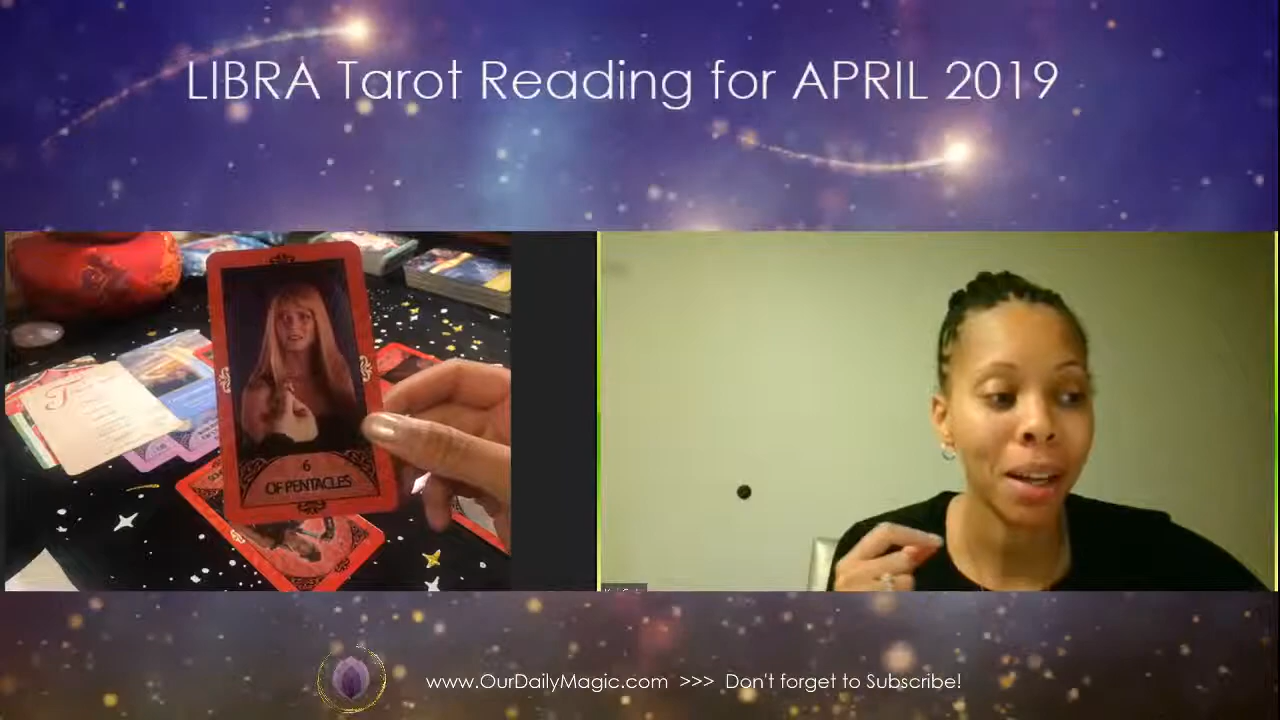 LIBRA Tarot Reading for APRIL 2019
6
OF PENTACLES
www.OurDailyMagic.com >>> Don't forget to Subscribe!